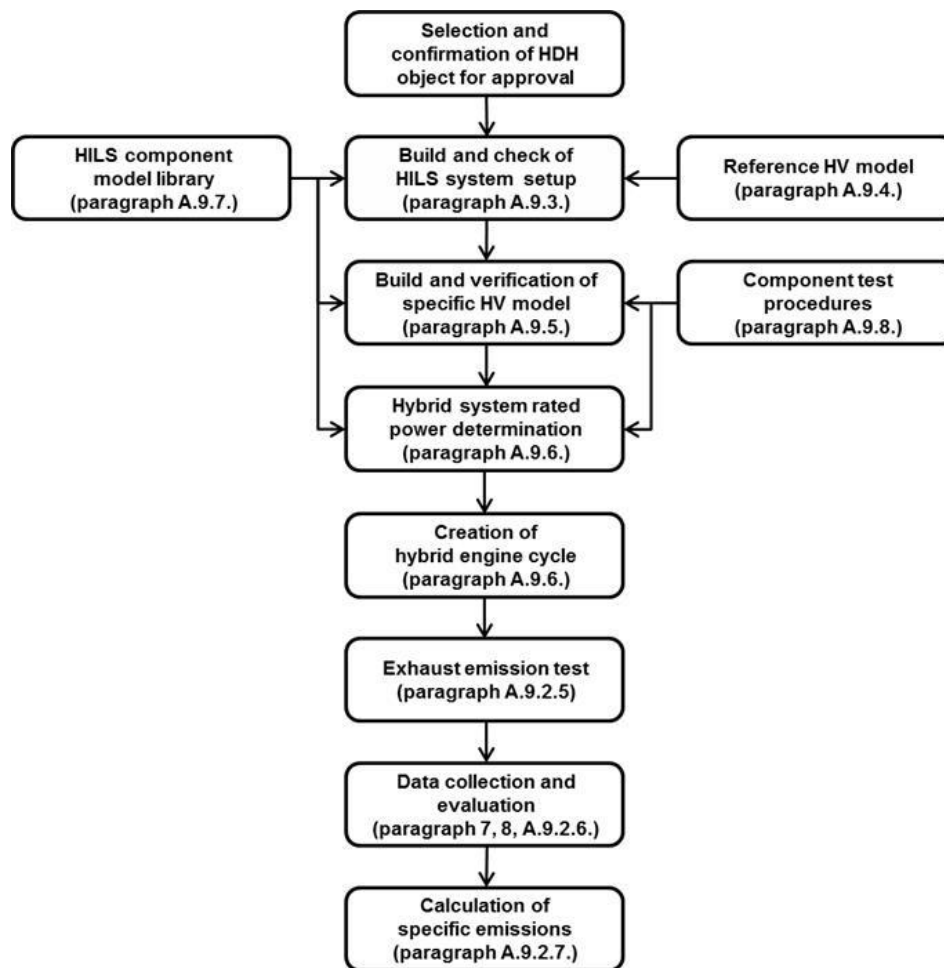 Selection and
confirmation of HDH
object for approval
HILS component
model library
(paragraph A.9.7.)
Build and check of
HILS system setup
(paragraph A.9.3.)
Reference HV model
(paragraph A.9.4.)
Build and verification of
specific HV model
(paragraph A.9.5.)
Component test
procedures
(paragraph A.9.8.)
Hybrid system rated
power determination
(paragraph A.9.6.)
Creation of
hybrid engine cycle
(paragraph A.9.6.)
Exhaust emission test
(paragraph A.9.2.5)
Data collection and
evaluation
(paragraph 7, 8, A.9.2.6.)
Calculation of
specific emissions
(paragraph A.9.2.7.)